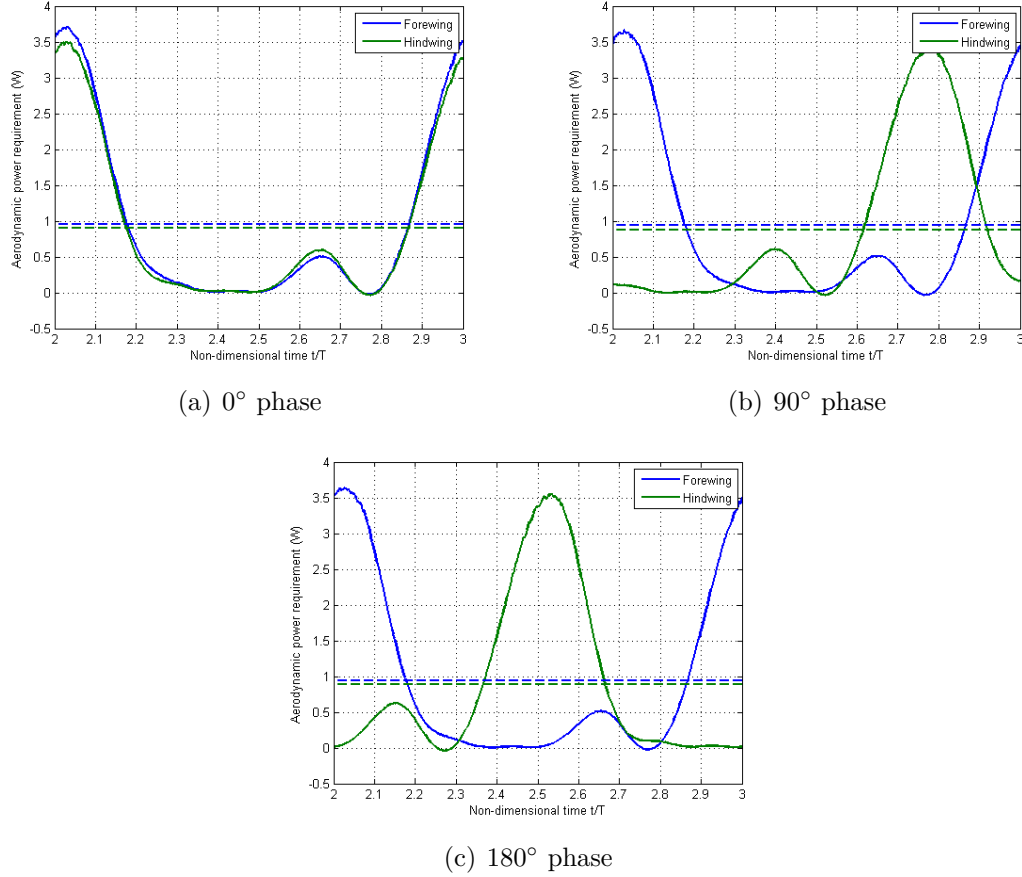 4
3.5
3
2.5
2
1.5
1
0.5
0
-0.5
Aerodynamic power requirement (W)
Forewing
Hindwing
2 2.1 2.2 2.3 2.4 2.5 2.6 2.7 2.8 2.9 3
Non-dimensional time t/T
(a) 0° phase
4
3.5
3
2.5
2
1.5
1
0.5
0
-0.5
Aerodynamic power requirement (W)
Forewing
Hindwing
2 2.1 2.2 2.3 2.4 2.5 2.6 2.7 2.8 2.9 3
Non-dimensional time t/T
(b) 90° phase
4
3.5
3
2.5
2
1.5
1
0.5
0
-0.5
Aerodynamic power requirement (W)
Forewing
Hindwing
2 2.1 2.2 2.3 2.4 2.5 2.6 2.7 2.8 2.9 3
Non-dimensional time t/T
(c) 180° phase